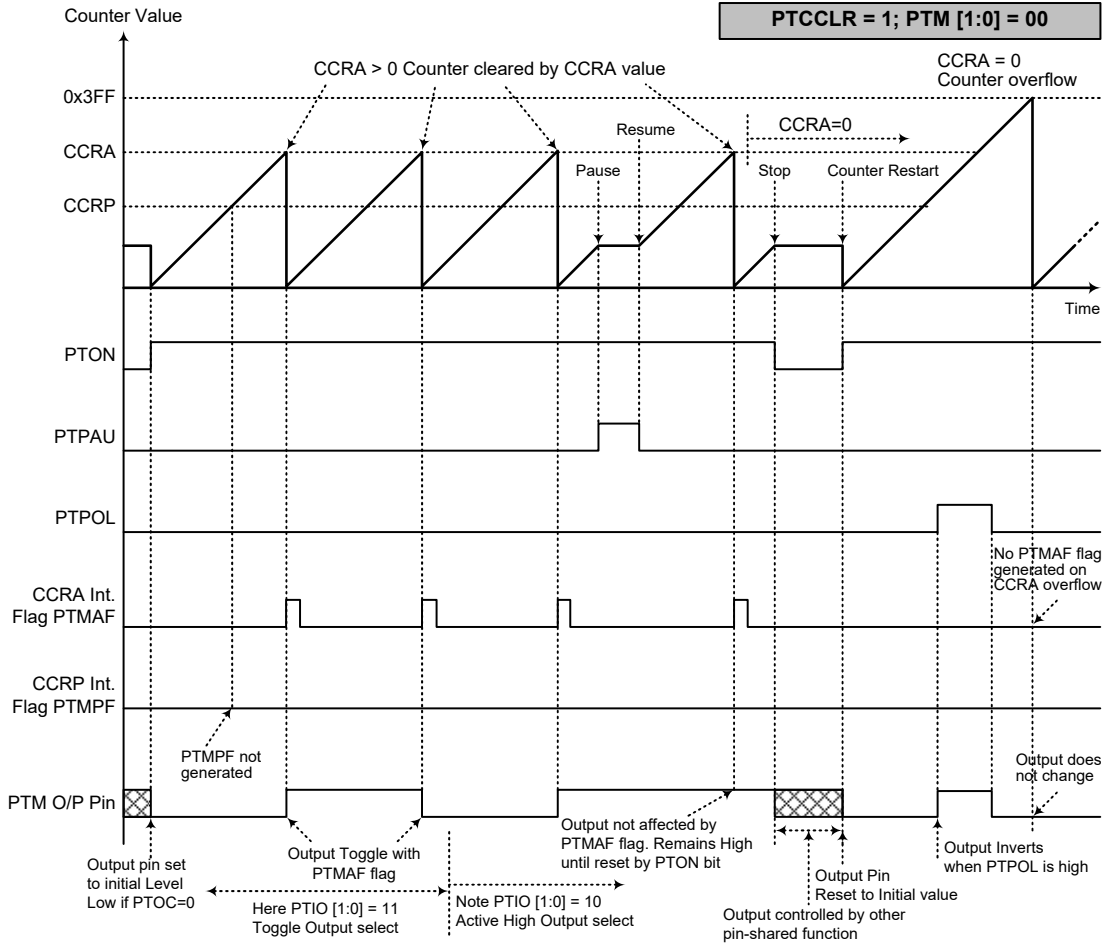 Counter Value
PTCCLR = 1; PTM [1:0] = 00
CCRA > 0 Counter cleared by CCRA value
CCRA = 0
Counter overflow
0x3FF
Resume
CCRA=0
CCRA
Pause
Stop
Counter Restart
CCRP
Time
PTON
PTPAU
PTPOL
No PTMAF flag
generated on
CCRA overflow
CCRA Int.
Flag PTMAF
CCRP Int.
Flag PTMPF
PTMPF not
generated
Output does
not change
PTM O/P Pin
Output pin set
to initial Level
Low if PTOC=0
Output Toggle with
PTMAF flag
Output not affected by
PTMAF flag. Remains High
until reset by PTON bit
Output Inverts
when PTPOL is high
Output Pin
Reset to Initial value
Here PTIO [1:0] = 11
Toggle Output select
Note PTIO [1:0] = 10
Active High Output select
Output controlled by other
pin-shared function